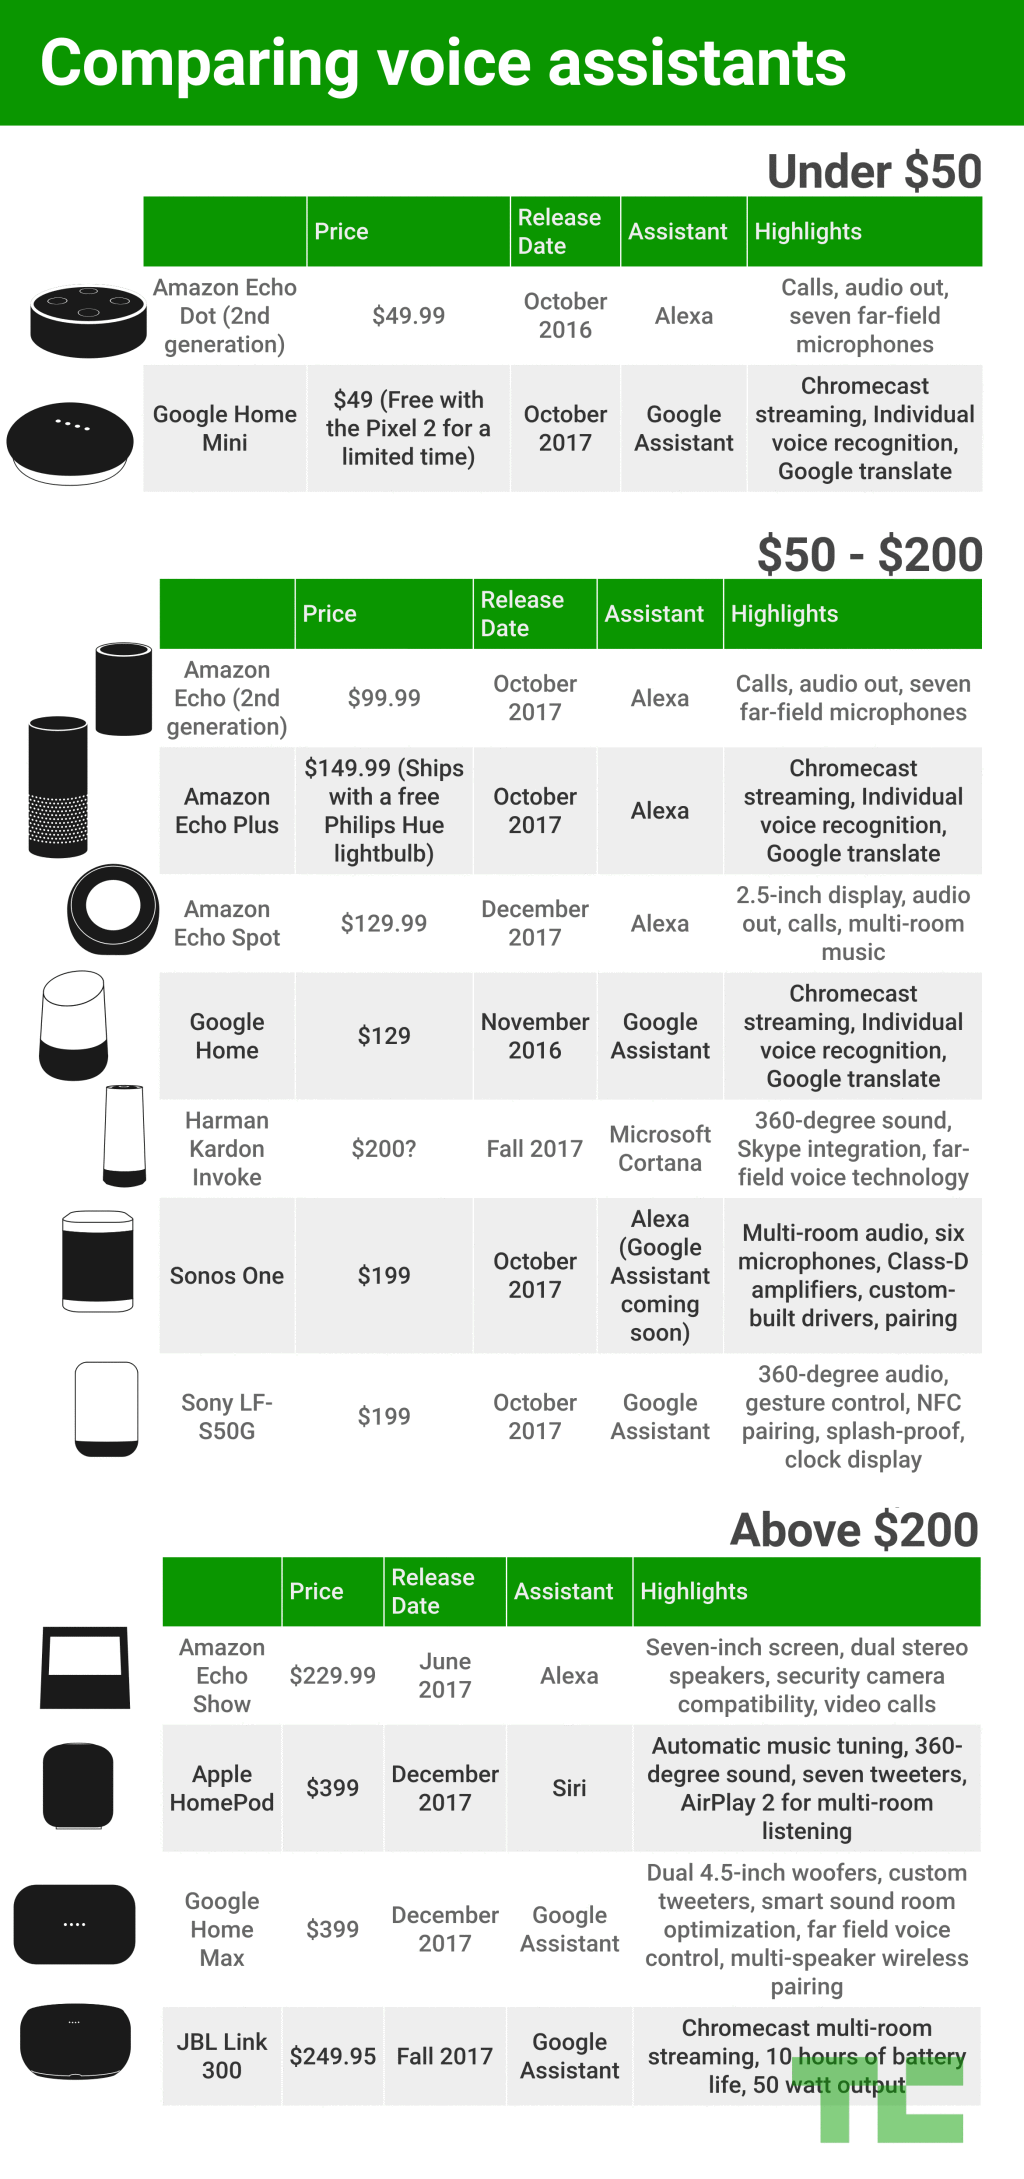 Comparing voice assistants
Under $50
Price
Release
Date
Assistant
Highlights
Amazon Echo
Dot (2nd
generation)
$49.99
October
2016
Alexa
Calls, audio out,
seven far-field
microphones
Google Home
Mini
$49 (Free with
the Pixel 2 for a
limited time)
October
2017
Google
Assistant
Chromecast
streaming, Individual
voice recognition,
Google translate
$50 - $200
Price
Release
Date
Assistant
Highlights
Amazon
Echo (2nd
generation)
$99.99
October
2017
Alexa
Calls, audio out, seven
far-field microphones
Amazon
Echo Plus
$149.99 (Ships
with a free
Philips Hue
lightbulb)
October
2017
Alexa
Chromecast
streaming, Individual
voice recognition,
Google translate
Amazon
Echo Spot
$129.99
December
2017
Alexa
2.5-inch display, audio
out, calls, multi-room
music
Google
Home
$129
November
2016
Google
Assistant
Chromecast
streaming, Individual
voice recognition,
Google translate
Harman
Kardon
Invoke
$200?
Fall 2017
Microsoft
Cortana
360-degree sound,
Skype integration, far-
field voice technology
Sonos One
$199
October
2017
Alexa
(Google
Assistant
coming
soon)
Multi-room audio, six
microphones, Class-D
amplifiers, custom-
built drivers, pairing
Sony LF-
S50G
$199
October
2017
Google
Assistant
360-degree audio,
gesture control, NFC
pairing, splash-proof,
clock display
Above $200
Price
Release
Date
Assistant
Highlights
Amazon
Echo
Show
$229.99
June
2017
Alexa
Seven-inch screen, dual stereo
speakers, security camera
compatibility, video calls
Apple
HomePod
$399
December
2017
Siri
Automatic music tuning, 360-
degree sound, seven tweeters,
AirPlay 2 for multi-room
listening
Google
Home
Max
$399
December
2017
Google
Assistant
Dual 4.5-inch woofers, custom
tweeters, smart sound room
optimization, far field voice
control, multi-speaker wireless
pairing
JBL Link
300
$249.95
Fall 2017
Google
Assistant
Chromecast multi-room
streaming, 10 hours of battery
life, 50 watt output
TC